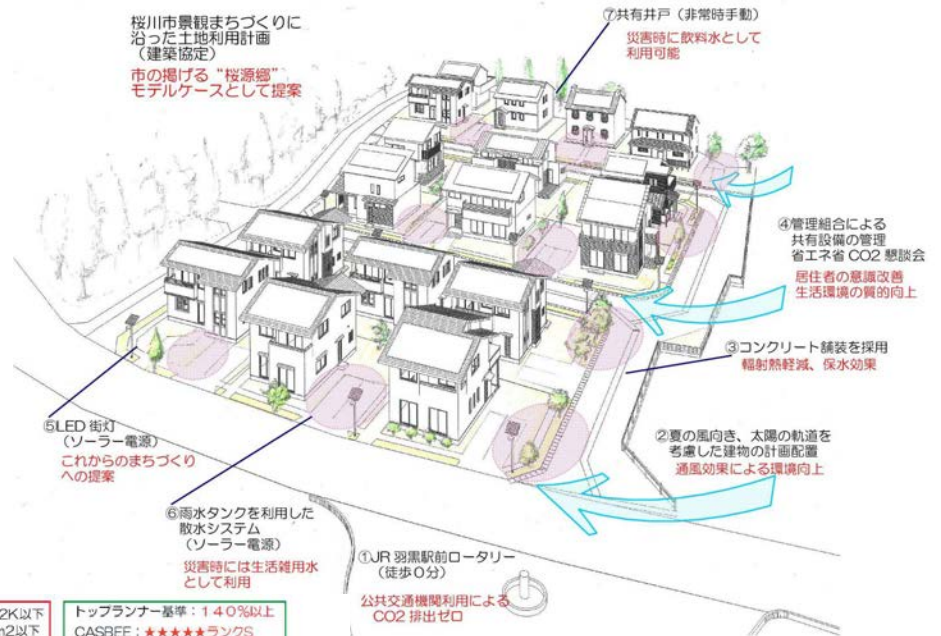 桜川市景観まちづくりに
沿った土地利用計画
(建築協定)
市の掲げる“桜源郷”
モデルケースとして提案
⑦共有井戸(非常時手動)
災害時に飲料水として
利用可能
④管理組合による
共有設備の管理
省エネ省CO2懇談会
居住者の意識改善
生活環境の質的向上
③コンクリート舗装を採用
輻射熱軽減、保水効果
②夏の風向き、太陽の軌道を
考慮した建物の計画配置
通風効果による環境向上
⑤LED街灯
(ソーラー電源)
これからのまちづくり
への提案
⑥雨水タンクを利用した
散水システム
(ソーラー電源)
災害時には生活雑用水
として利用
①JR羽黒駅前ロータリー
(徒歩0分)
公共交通機関利用による
CO2排出ゼロ
2K以下
トップランナー基準:140%以上
CASBEE:★★★★★ランクS